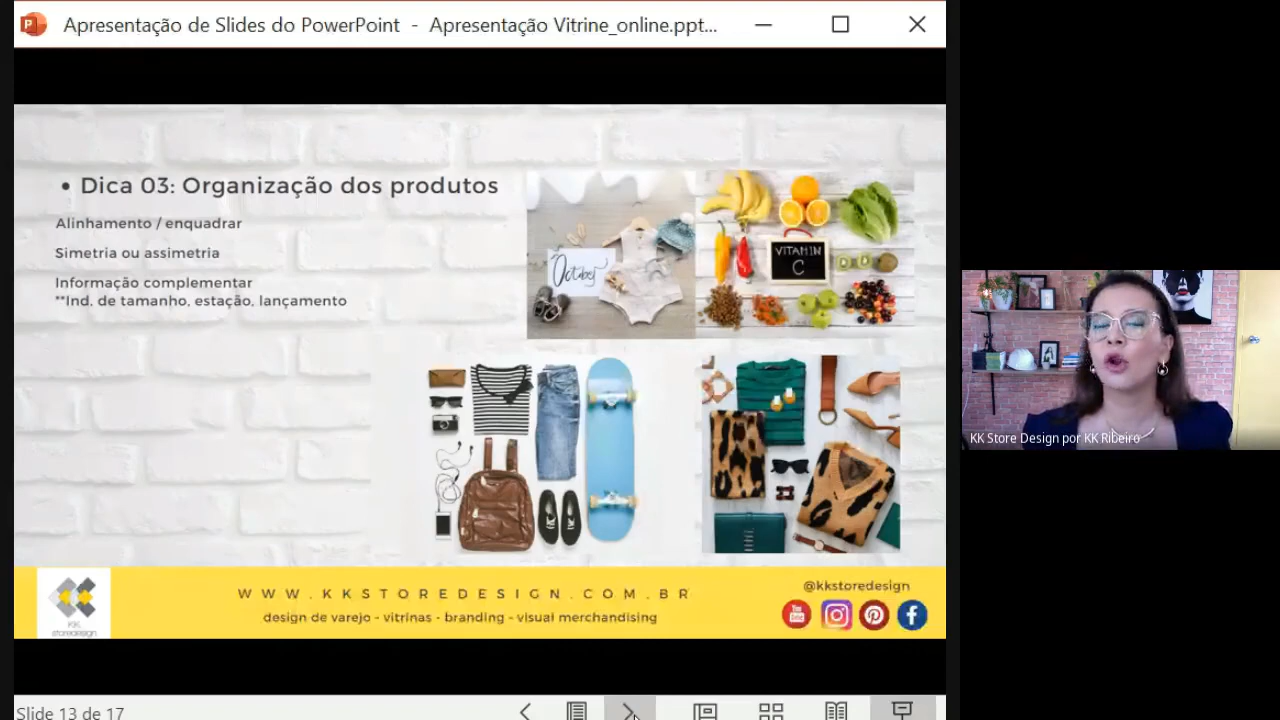 Apresentação de Slides do PowerPoint - Apresentação Vitrine_online.ppt...
• Dica 03: Organização dos produtos
Alinhamento / enquadrar
Simetria ou assimetria
Informação complementar
**Ind. de tamanho, estação, lançamento
October
VITAMIN
C
KK Store Design por KK Ribeiro
KK
storedesign
WWW.KKSTOREDESIGN.COM.BR
design de varejo - vitrinas - branding - visual merchandising
@kkstoredesign
Slide 13 de 17